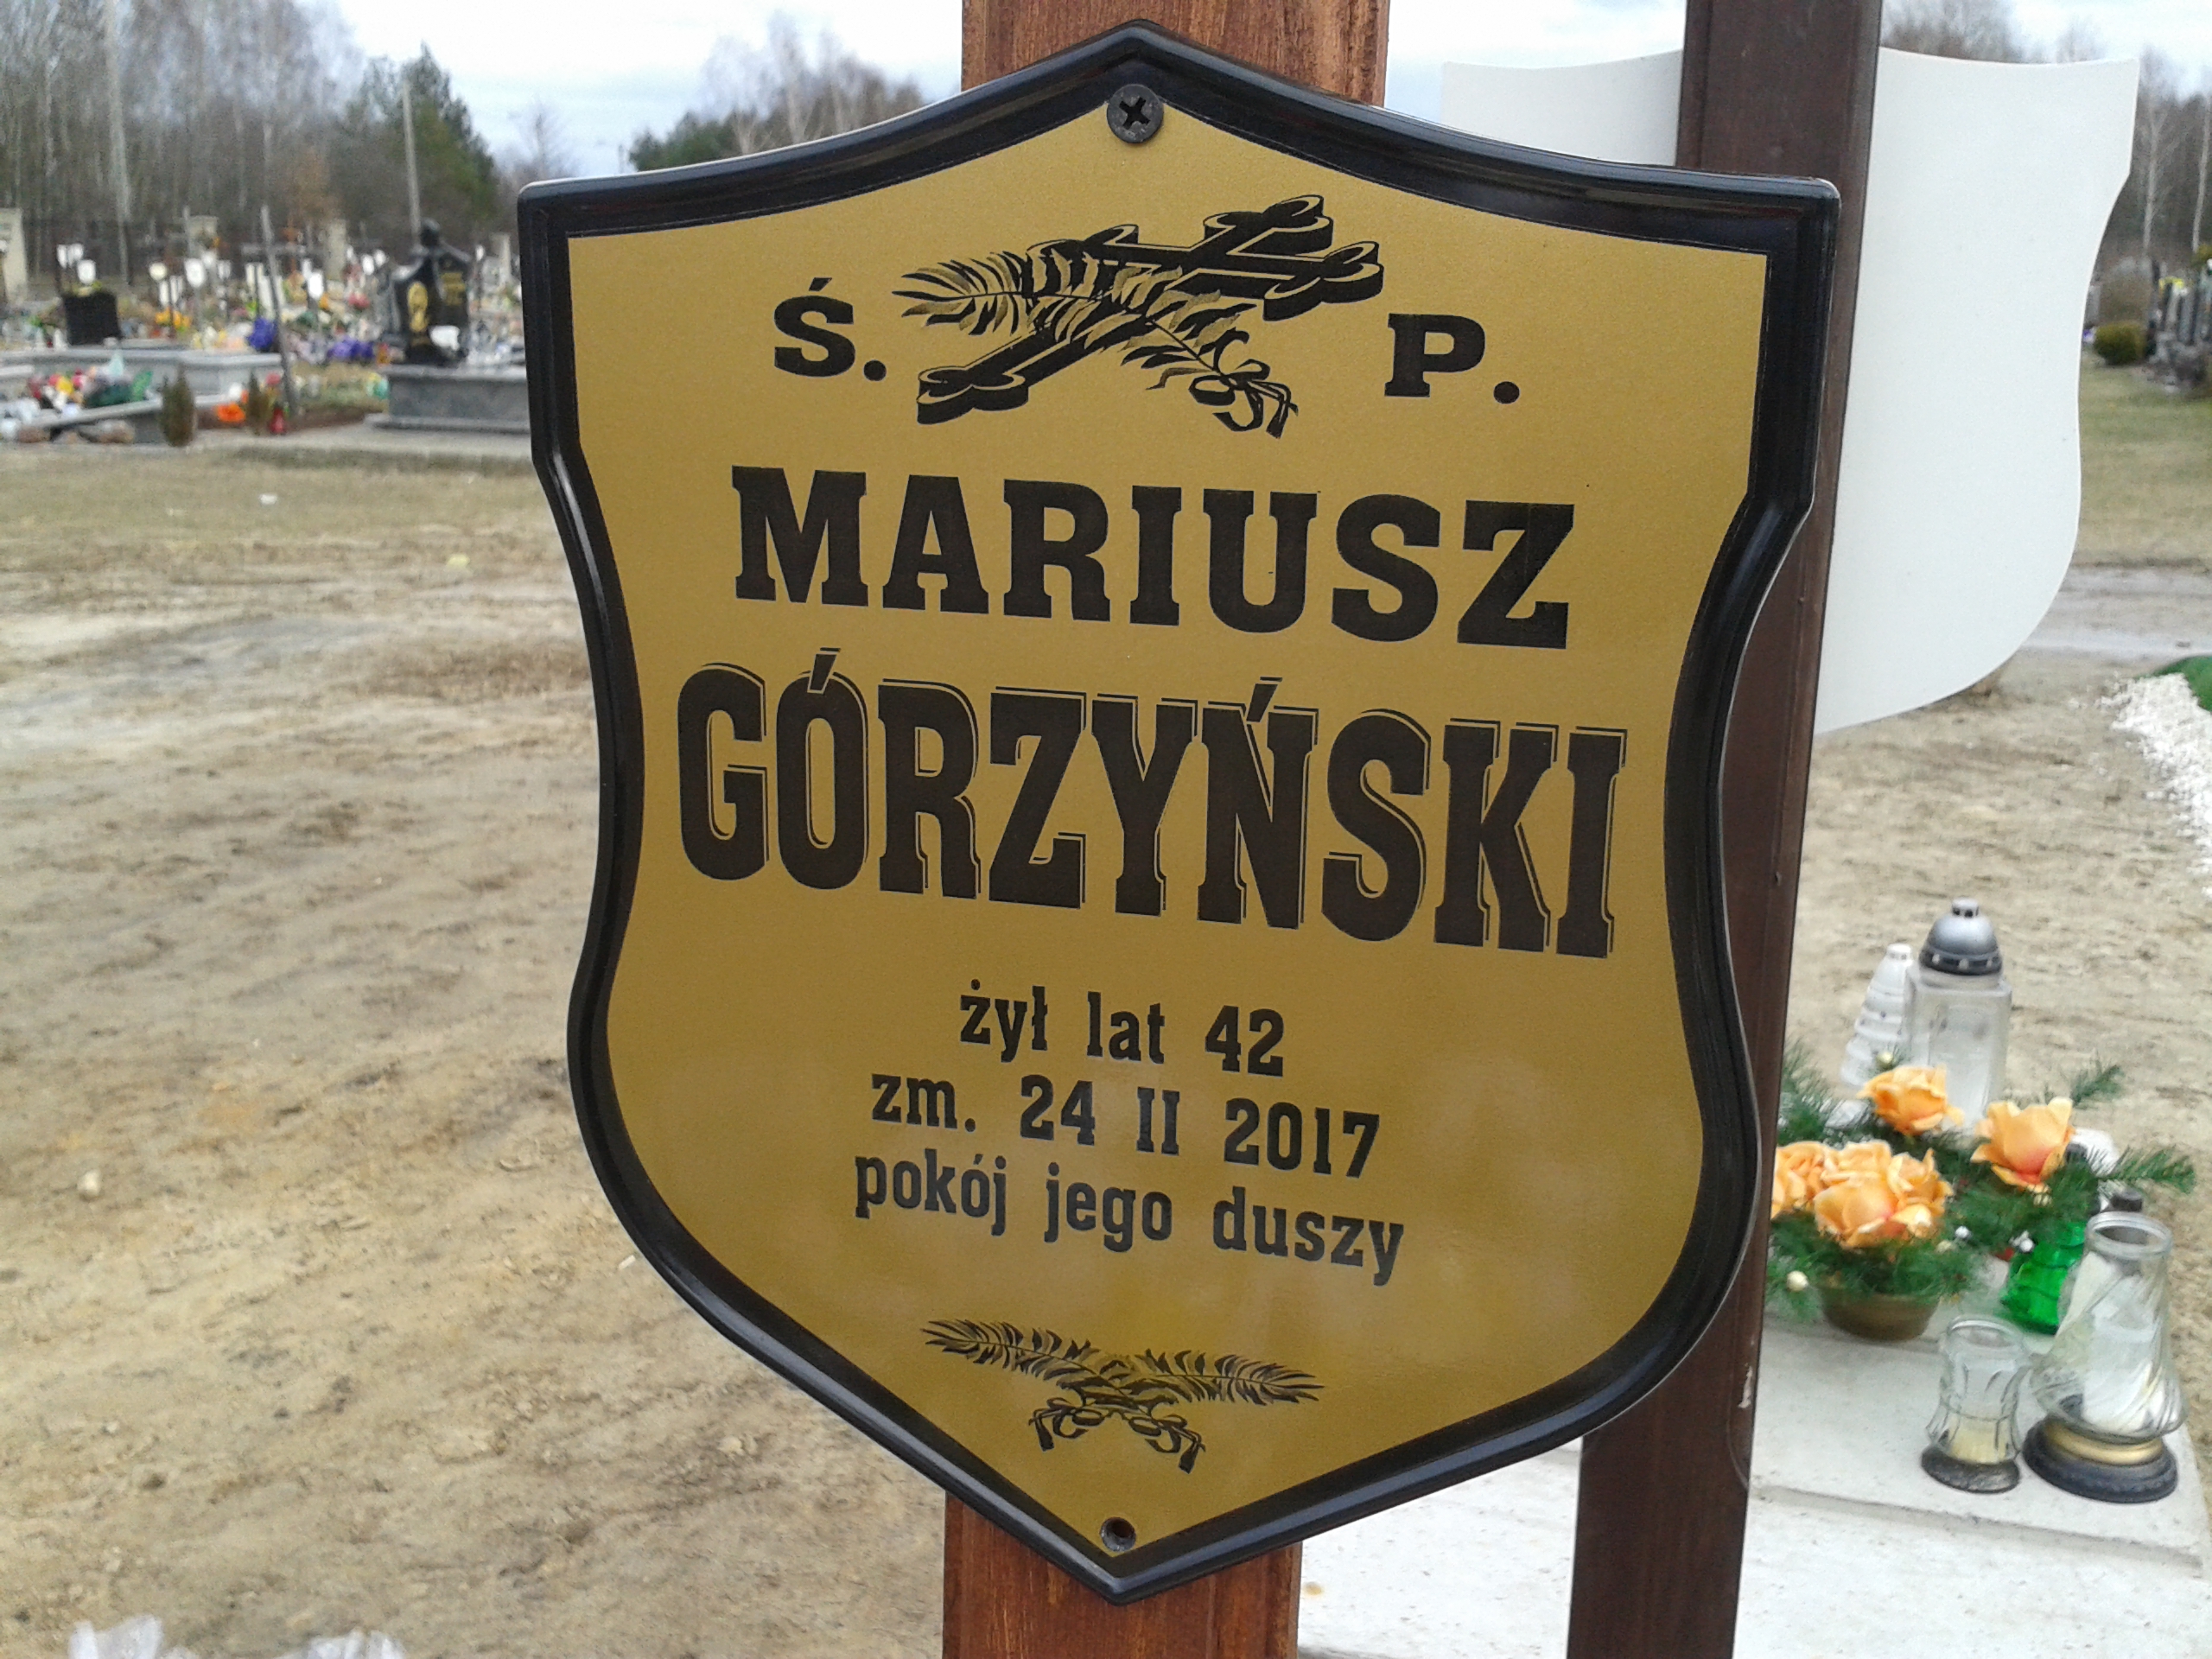 Ś. P.
MARIUSZ
GÓRZYŃSKI
żył lat 42
zm. 24 II 2017
pokój jego duszy